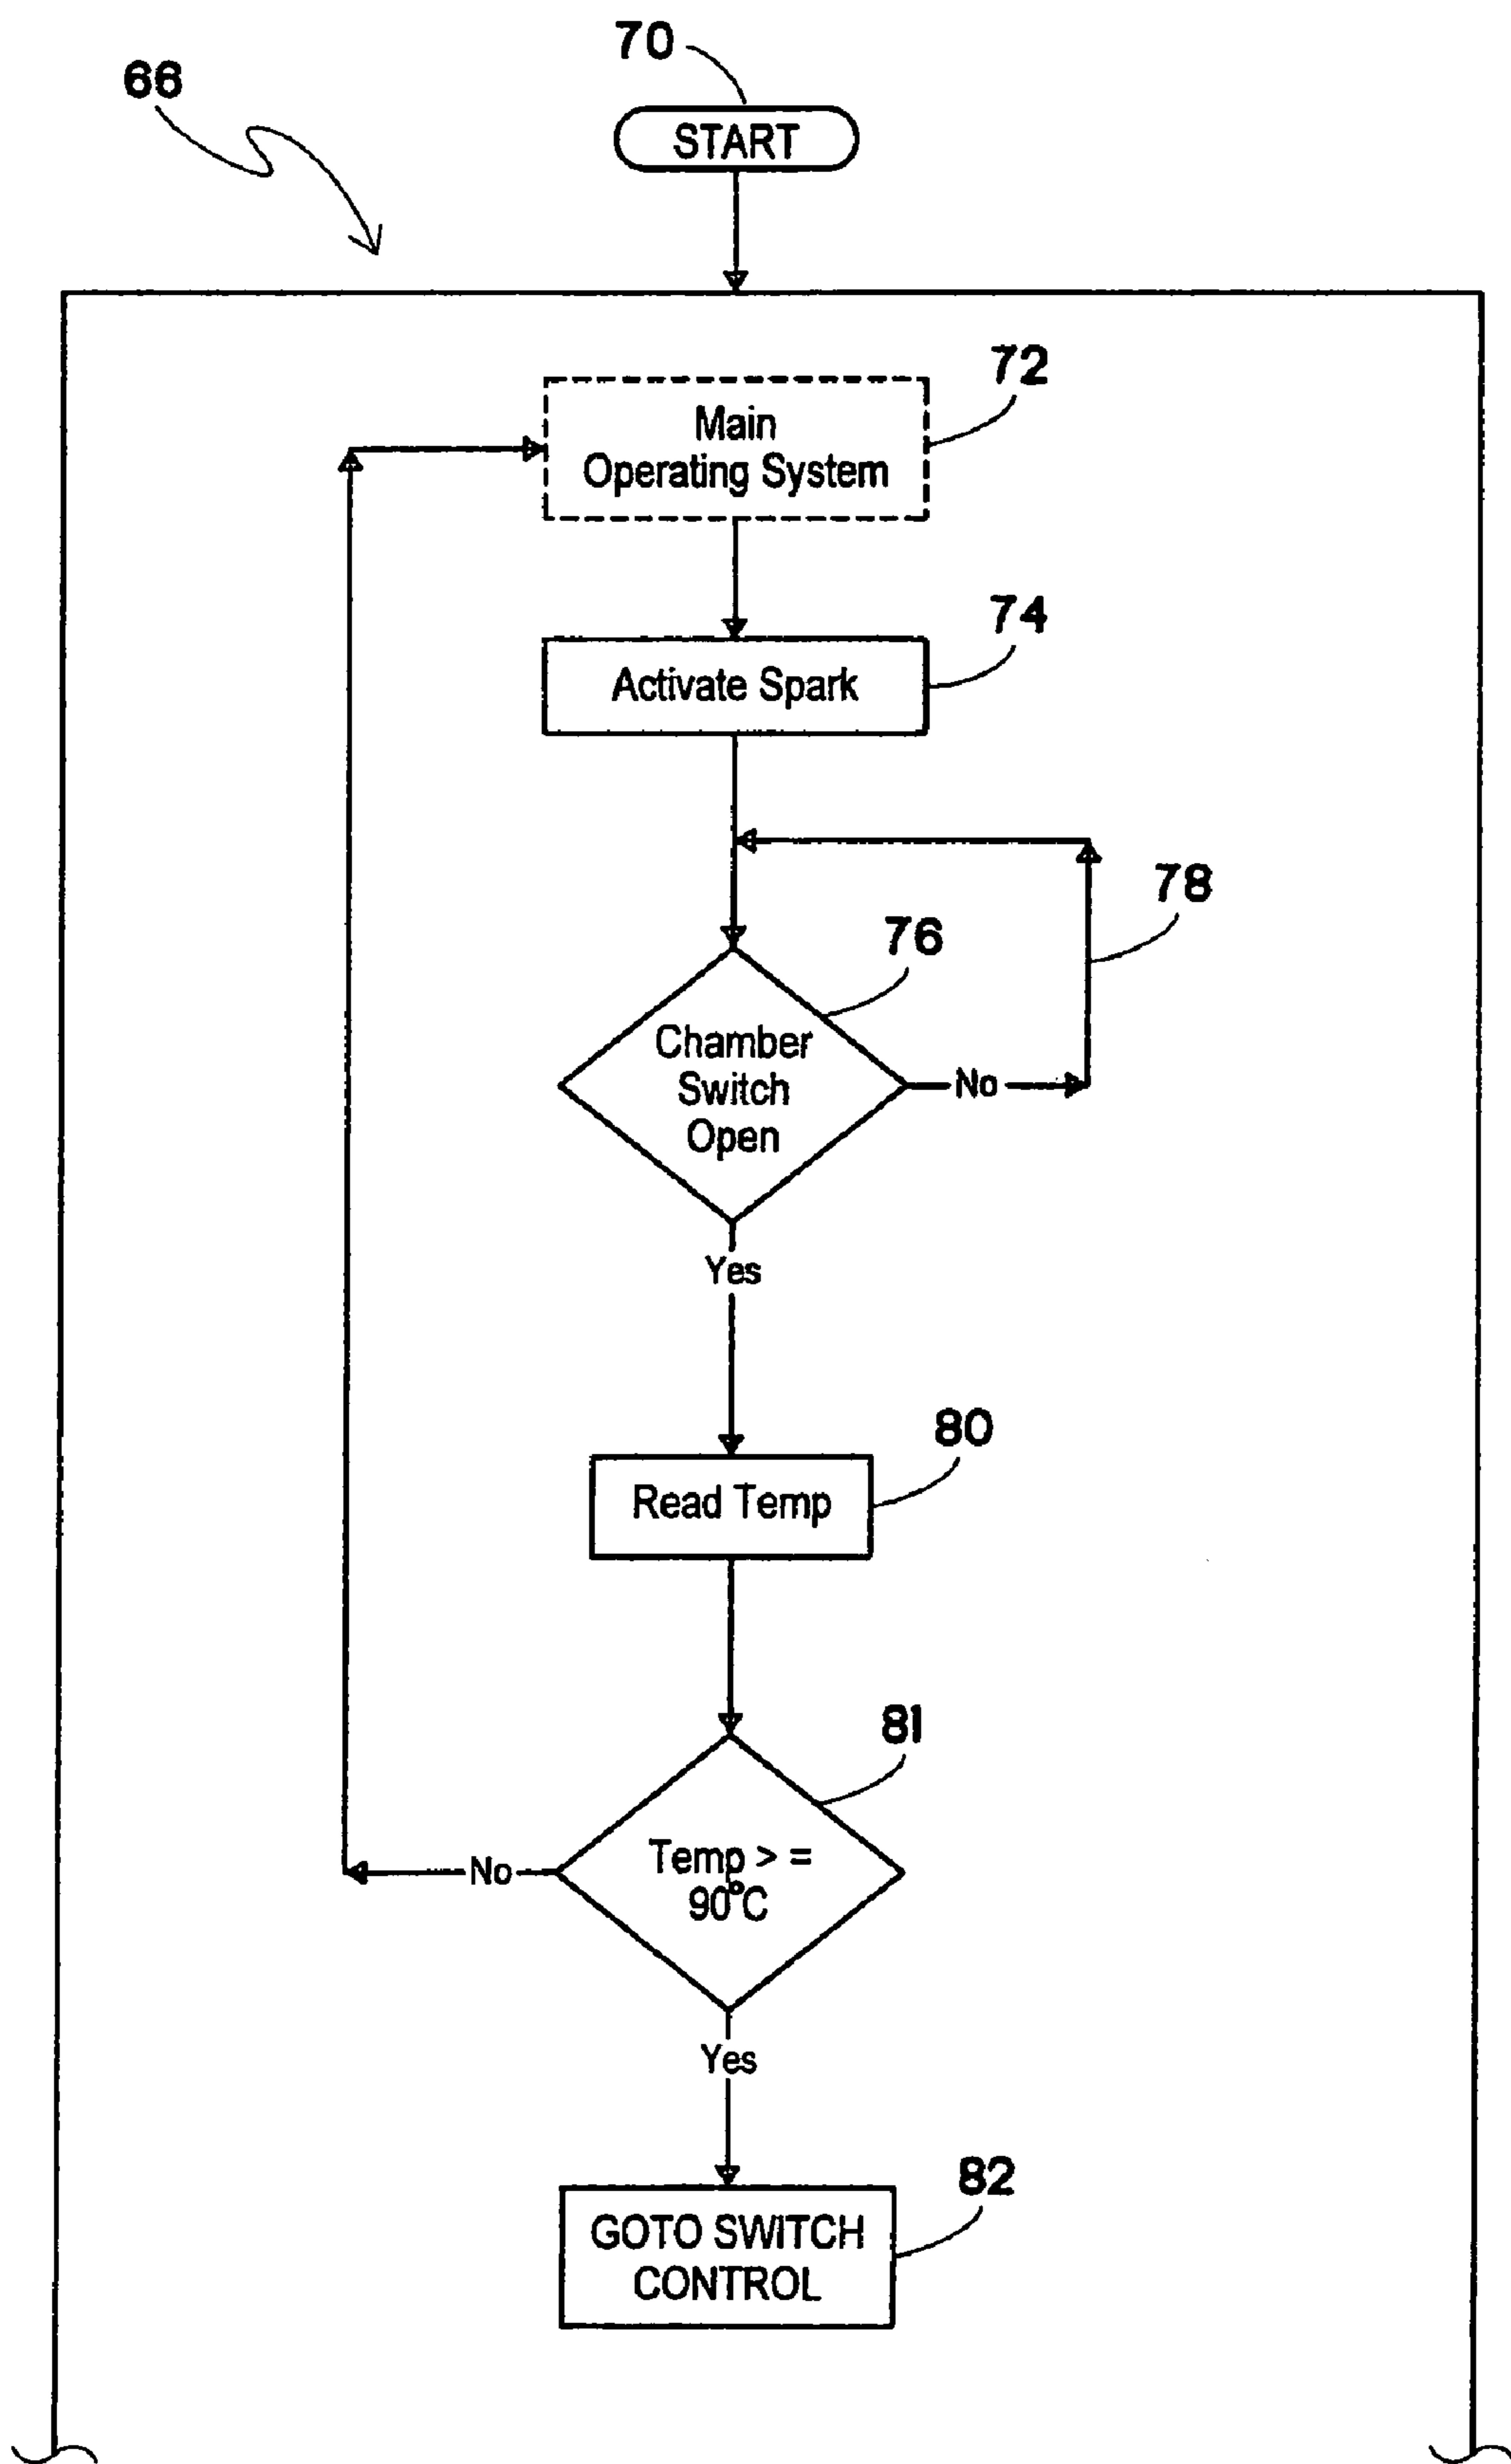 70
66
START
72
Main
Operating System
74
Activate Spark
78
76
Chamber
Switch
Open
No
Yes
80
Read Temp
81
Temp > =
90°C
No
Yes
82
GOTO SWITCH
CONTROL